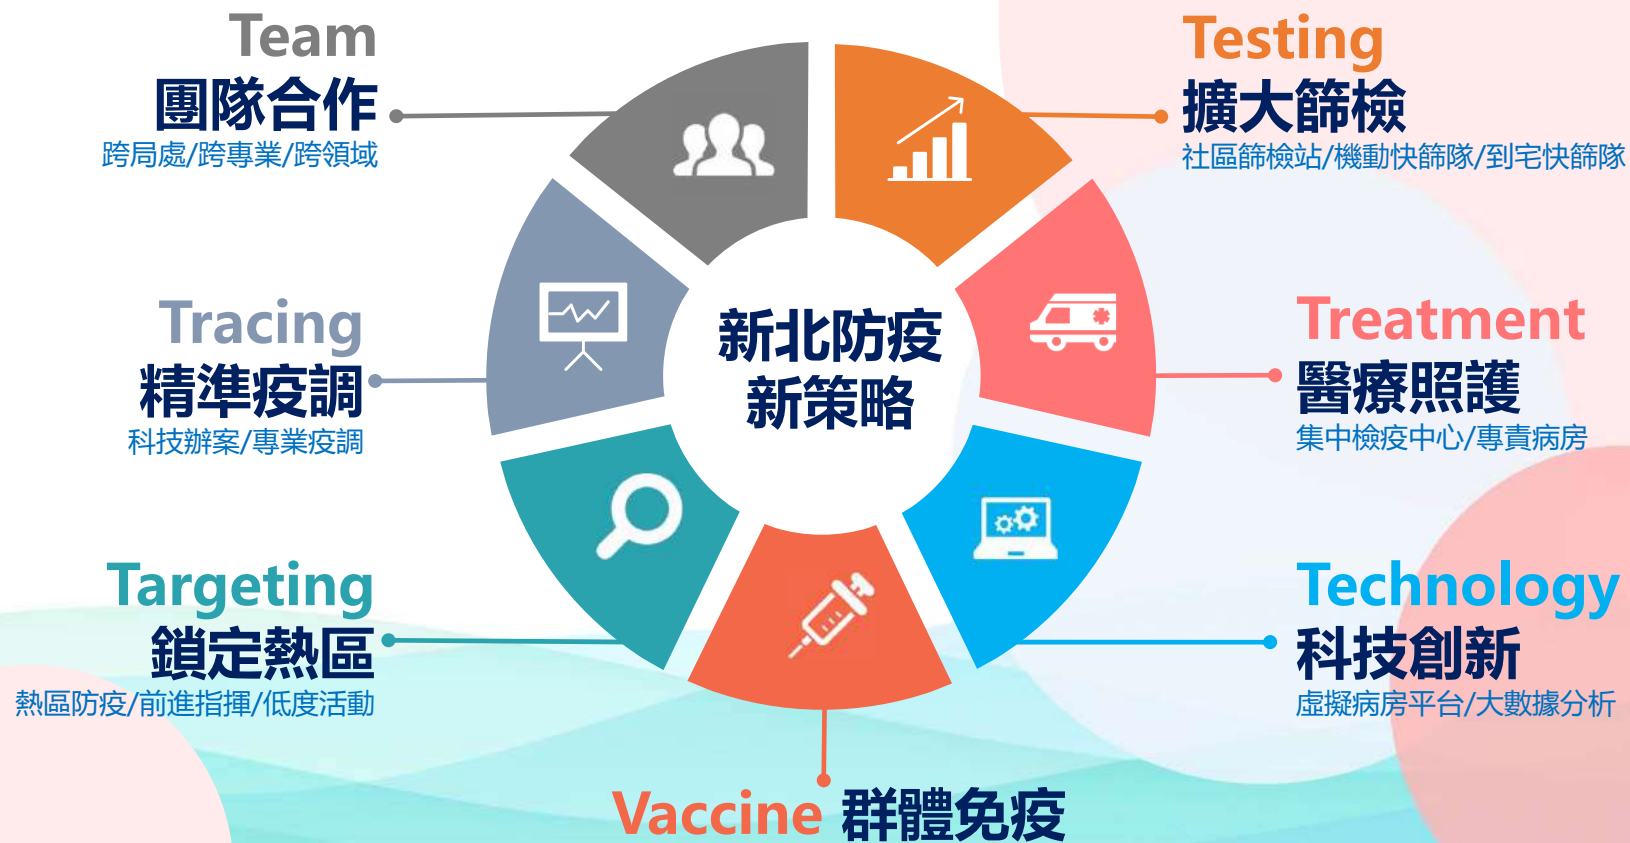 Team
團隊合作
跨局處/跨專業/跨領域
Testing
擴大篩檢
社區篩檢站/機動快篩隊/到宅快篩隊
Tracing
精準疫調
科技辦案/專業疫調
新北防疫
新策略
Treatment
醫療照護
集中檢疫中心/專責病房
Targeting
鎖定熱區
熱區防疫/前進指揮/低度活動
Technology
科技創新
虛擬病房平台/大數據分析
Vaccine 群體免疫